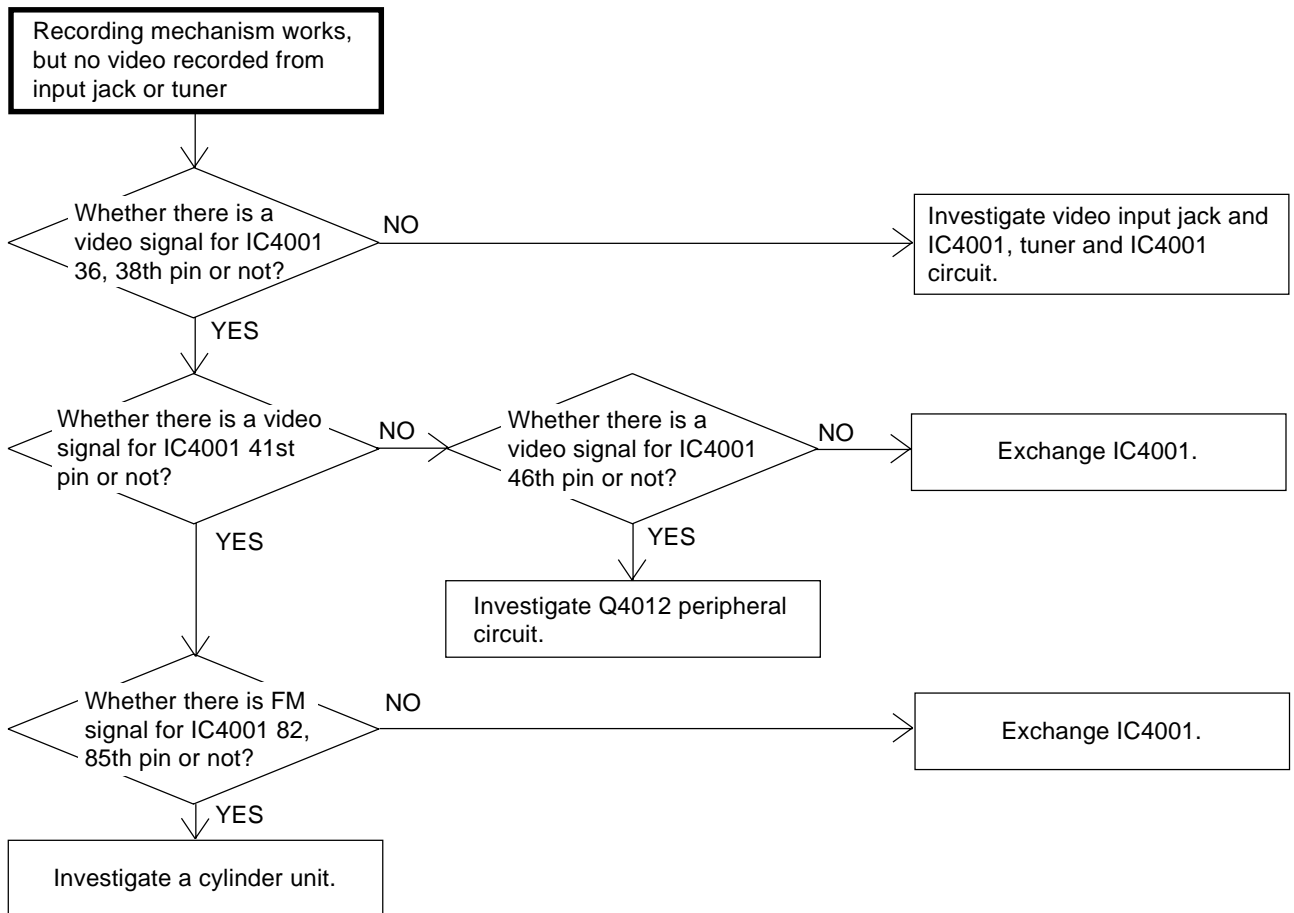 Recording mechanism works,
but no video recorded from
input jack or tuner
Whether there is a
video signal for IC4001
36, 38th pin or not?
NO
Investigate video input jack and
IC4001, tuner and IC4001
circuit.
YES
Whether there is a video
signal for IC4001 41st
pin or not?
NO
Whether there is a
video signal for IC4001
46th pin or not?
NO
Exchange IC4001.
YES
YES
Investigate Q4012 peripheral
circuit.
Whether there is FM
signal for IC4001 82,
85th pin or not?
NO
Exchange IC4001.
YES
Investigate a cylinder unit.